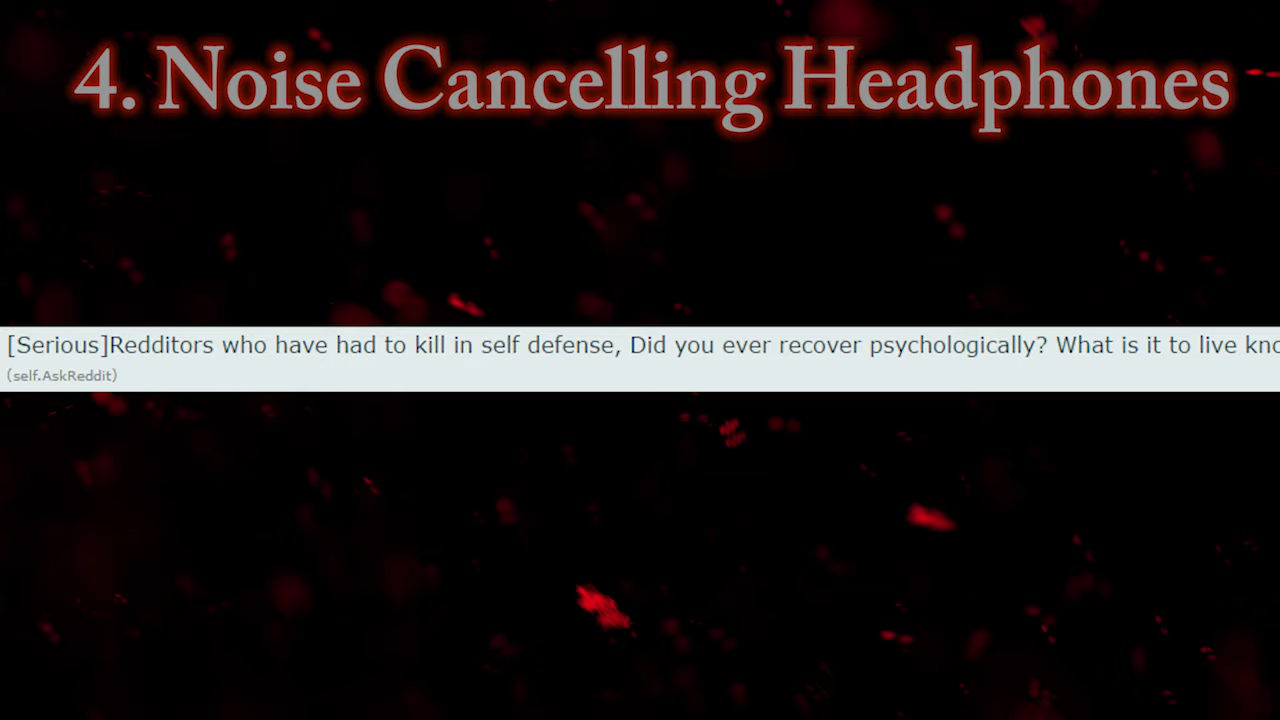 4. Noise Cancelling Headphones
[Serious]Redditors who have had to kill in self defense, Did you ever recover psychologically? What is it to live
(self.AskReddit)